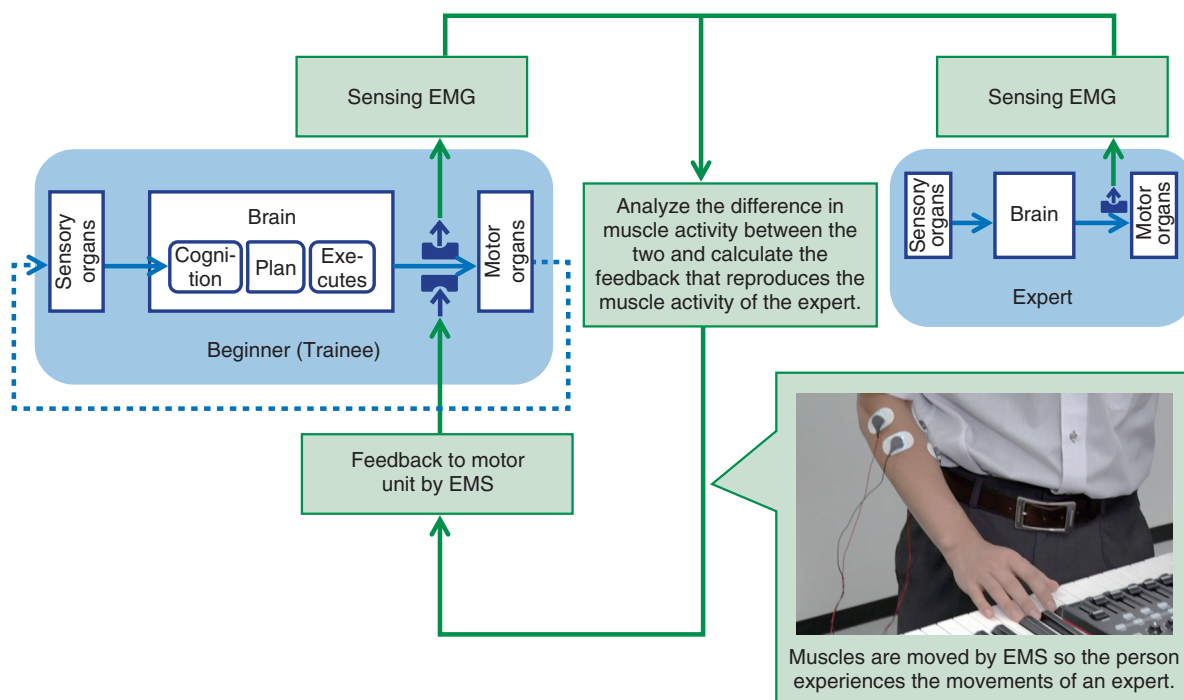 Sensing EMG
Sensing EMG
Sensory
organs
Brain
Cogni-
tion
Plan
Exe-
cutes
Motor
organs
Beginner (Trainee)
Analyze the difference in
muscle activity between the
two and calculate the
feedback that reproduces the
muscle activity of the expert.
Sensory
organs
Brain
Motor
organs
Expert
Feedback to motor
unit by EMS
Muscles are moved by EMS so the person
experiences the movements of an expert.